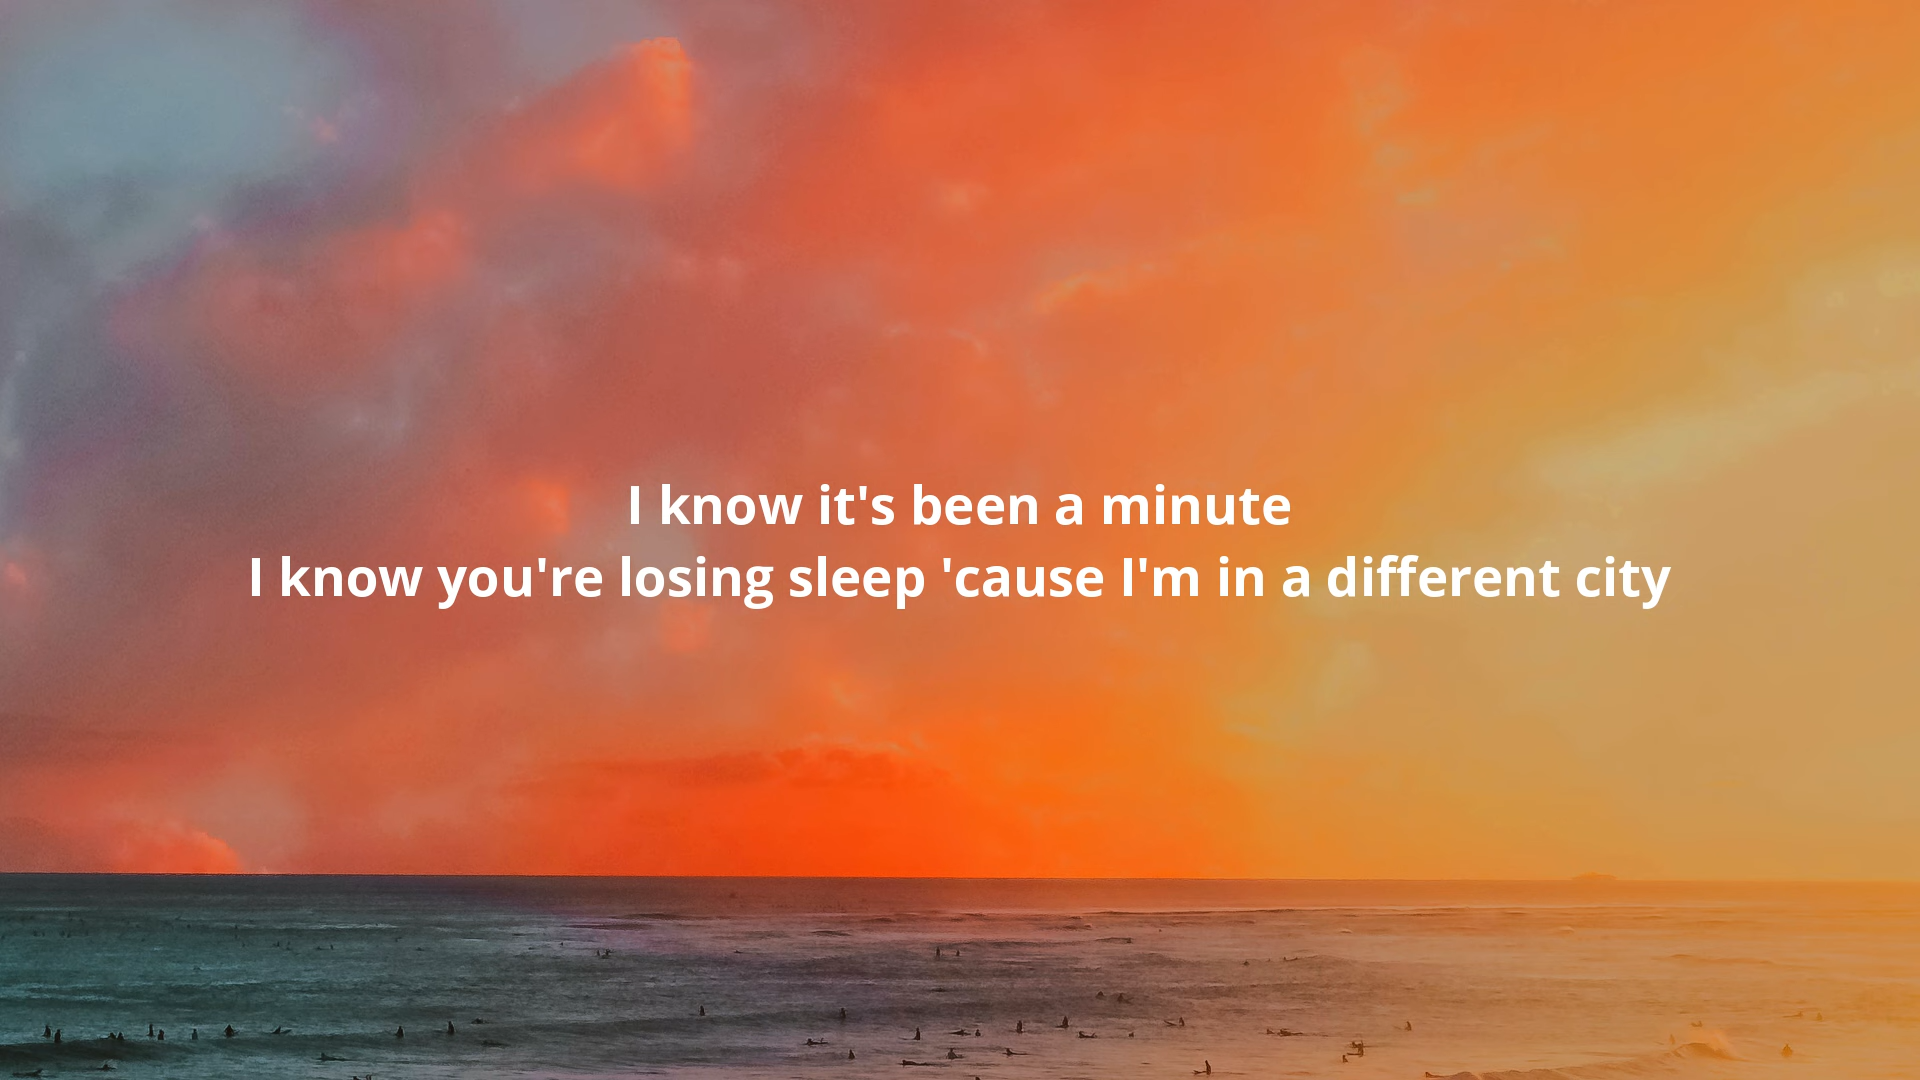 I know it's been a minute
I know you're losing sleep 'cause I'm in a different city